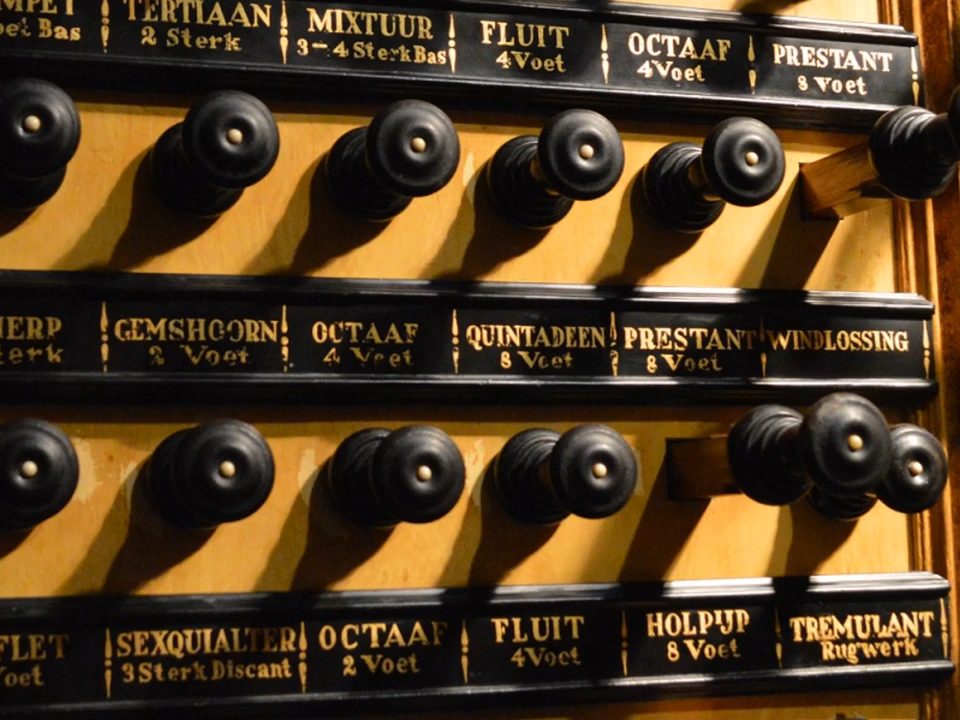 TERTIAAN MIXTUUR FLUIT OCTAAF PRESTANT
Bas 2 Sterk 3-4 Sterk Bas 4 Voet 4 Voet 8 Voet
GEMSHOORN OCTAAF QUINTADEEN PRESTANT WINDLOSSING
2 Voet 4 Voet 8 Voet 8 Voet
SEXQUIALTER OCTAAF FLUIT HOLPIJP TREMULANT
3 Sterk Discant 2 Voet 4 Voet 8 Voet Rugwerk